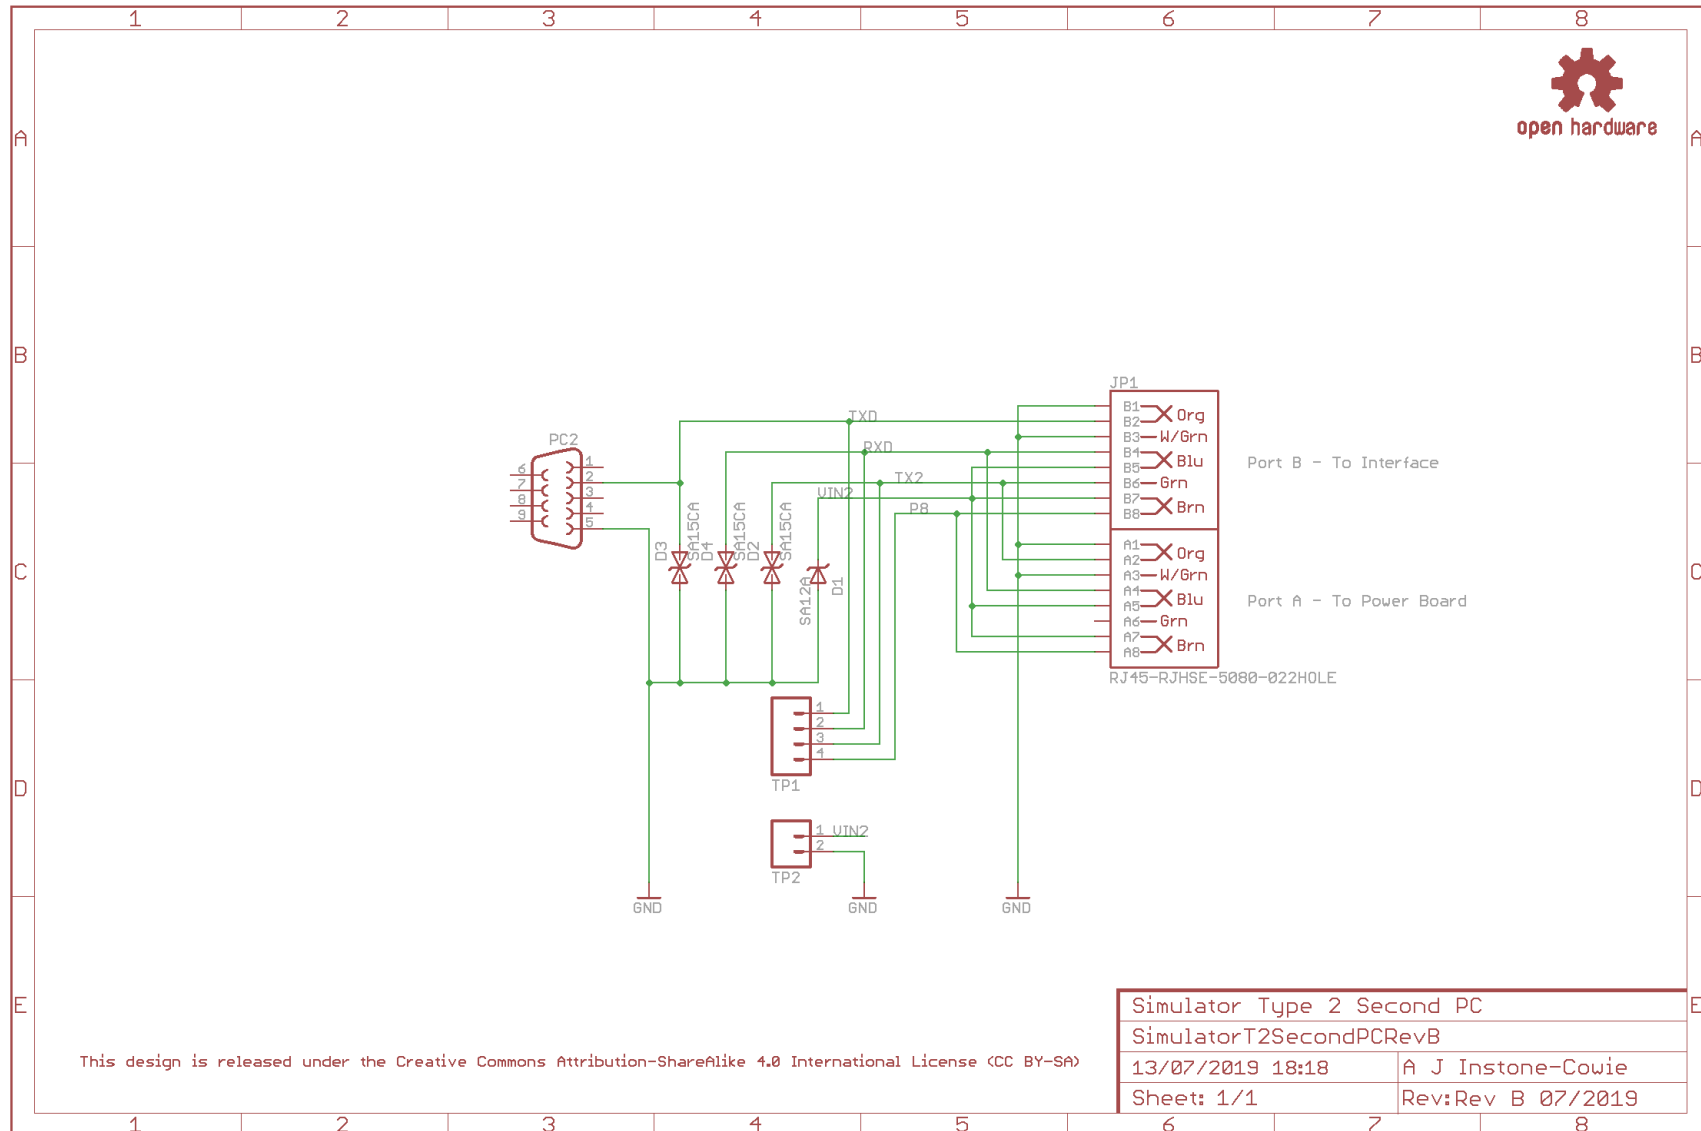 1 2 3 4 5 6 7 8
open hardware
A A
B B
C C
D D
E E
JP1
B1 Org
B2
B3 W/Grn
B4 Blu
B5
B6 Grn
B7 Brn
B8
Port B - To Interface
A1 Org
A2
A3 W/Grn
A4 Blu
A5
A6 Grn
A7 Brn
A8
Port A - To Power Board
RJ45-RJHSE-5080-022HOLE
TXD
RXD
TX2
VIN2
P8
PC2
1
2
3
4
5
6
7
8
9
D3
SA15CA
D4
SA15CA
D2
SA15CA
SA12A
D1
1
2
3
4
TP1
1 VIN2
2
TP2
GND GND GND
Simulator Type 2 Second PC
SimulatorT2SecondPCRevB
13/07/2019 18:18 A J Instone-Cowie
Sheet: 1/1 Rev: Rev B 07/2019
This design is released under the Creative Commons Attribution-ShareAlike 4.0 International License (CC BY-SA)
1 2 3 4 5 6 7 8